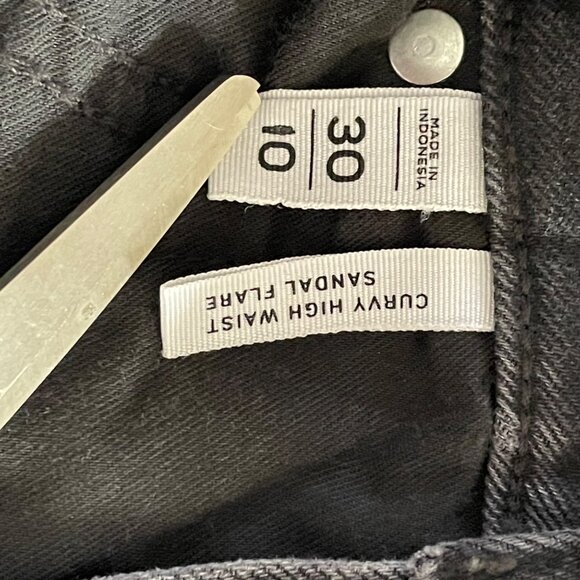 MADE IN
INDONESIA
30
10
CURVY HIGH WAIST
SANDAL FLARE